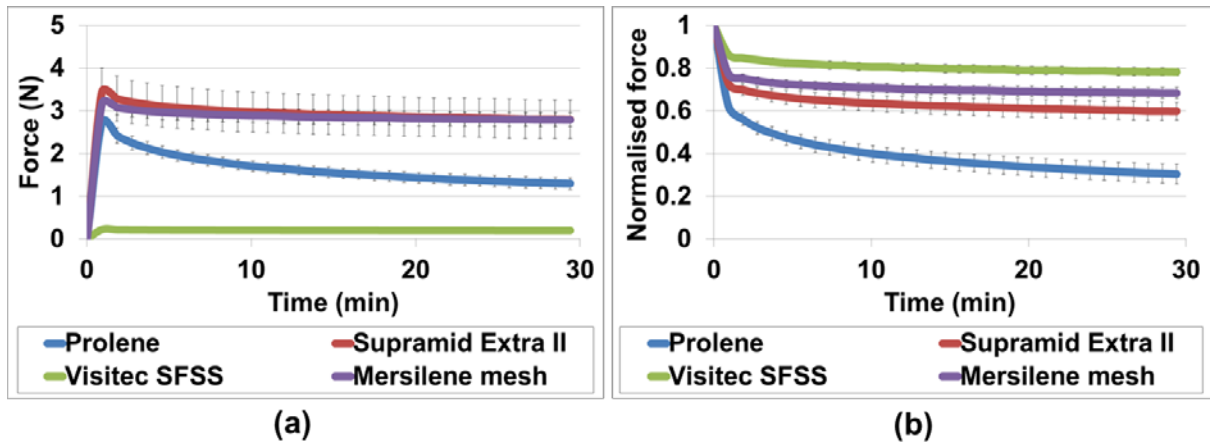 5
4
3
2
1
0
Force (N)
0 10 20 30
Time (min)
Prolene Supramid Extra II
Visitec SFSS Mersilene mesh
(a)
1
0.8
0.6
0.4
0.2
0
Normalised force
0 10 20 30
Time (min)
Prolene Supramid Extra II
Visitec SFSS Mersilene mesh
(b)